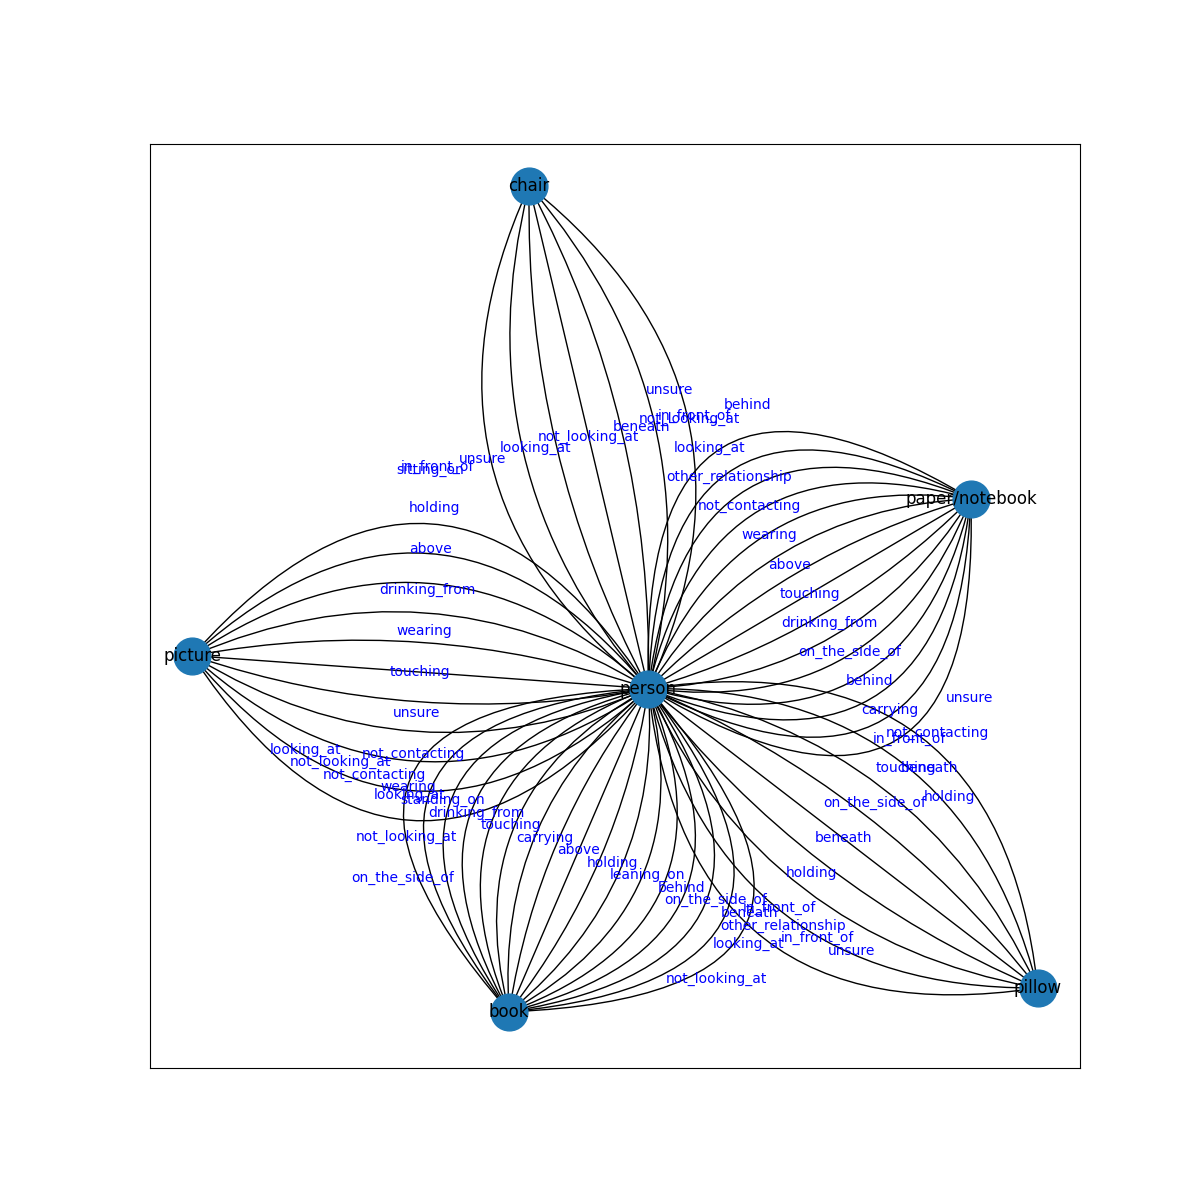 chair
unsure
behind
in_front_of
not_looking_at
beneath
not_looking_at
looking_at
looking_at
unsure
in_front_of
sitting_on
other_relationship
paper/notebook
not_contacting
holding
wearing
above
above
drinking_from
touching
drinking_from
wearing
on_the_side_of
picture
touching
behind
person
unsure
carrying
unsure
not_contacting
in_front_of
looking_at
not_contacting
not_looking_at
touching
beneath
not_contacting
wearing
looking_at
standing_on
holding
on_the_side_of
drinking_from
touching
not_looking_at
carrying
beneath
above
holding
leaning_on
holding
on_the_side_of
behind
on_the_side_of
in_front_of
beneath
other_relationship
in_front_of
looking_at
unsure
not_looking_at
pillow
book